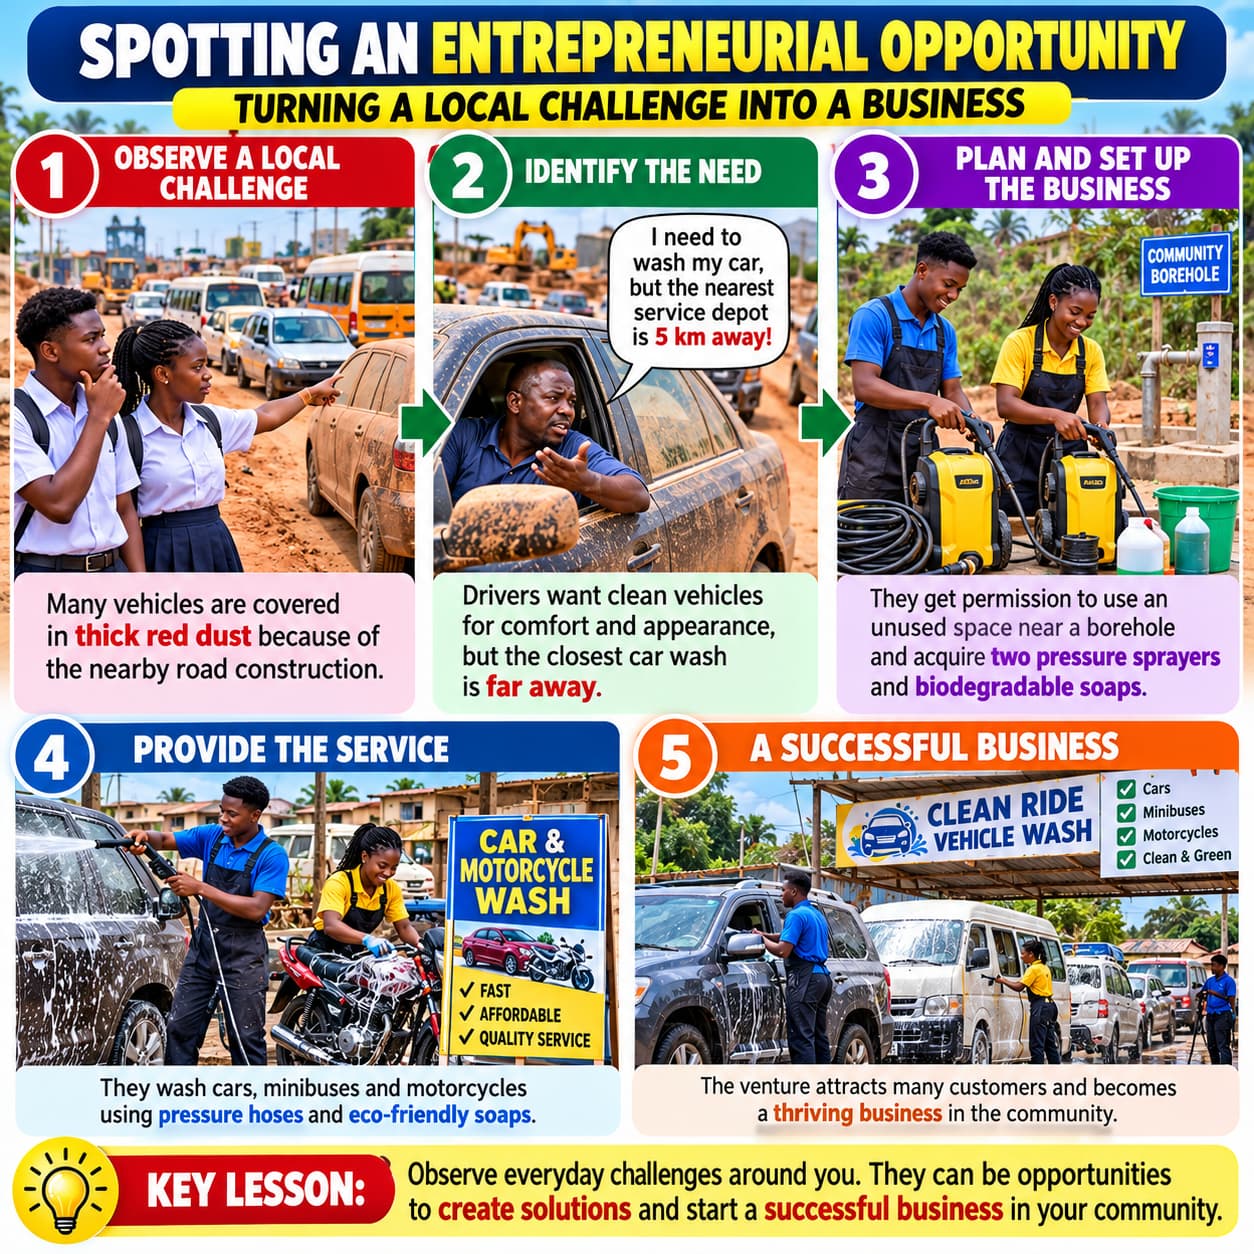 SPOTTING AN ENTREPRENEURIAL OPPORTUNITY
TURNING A LOCAL CHALLENGE INTO A BUSINESS
1
OBSERVE A LOCAL
CHALLENGE
Many vehicles are covered
in thick red dust because of
the nearby road construction.
2
IDENTIFY THE NEED
I need to
wash my car,
but the nearest
service depot
is 5 km away!
Drivers want clean vehicles
for comfort and appearance,
but the closest car wash
is far away.
3
PLAN AND SET UP
THE BUSINESS
COMMUNITY
BOREHOLE
They get permission to use an
unused space near a borehole
and acquire two pressure sprayers
and biodegradable soaps.
4
PROVIDE THE SERVICE
CAR &
MOTORCYCLE
WASH
✓ FAST
✓ AFFORDABLE
✓ QUALITY SERVICE
They wash cars, minibuses and motorcycles
using pressure hoses and eco-friendly soaps.
5
A SUCCESSFUL BUSINESS
CLEAN RIDE
VEHICLE WASH
✓ Cars
✓ Minibuses
✓ Motorcycles
✓ Clean & Green
The venture attracts many customers and becomes
a thriving business in the community.
KEY LESSON:
Observe everyday challenges around you. They can be opportunities
to create solutions and start a successful business in your community.